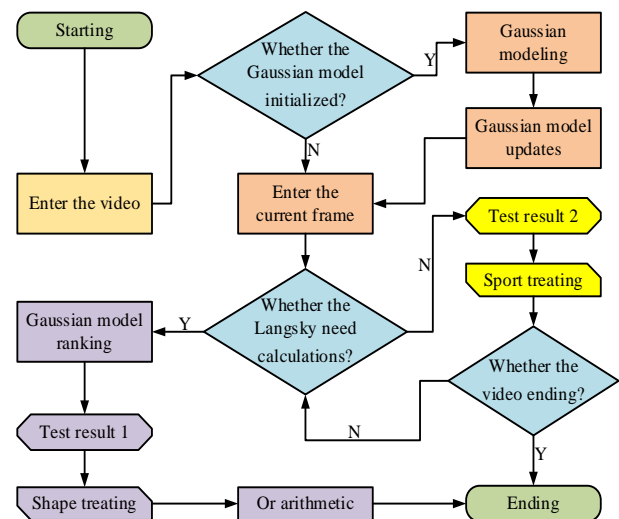 Starting
Whether the
Gaussian model
initialized?
Y
Gaussian
modeling
Gaussian model
updates
N
Enter the video
Enter the
current frame
Test result 2
N
Sport treating
Whether the
Langsky need
calculations?
Y
Gaussian model
ranking
Whether the
video ending?
N
Y
Test result 1
Shape treating
Or arithmetic
Ending